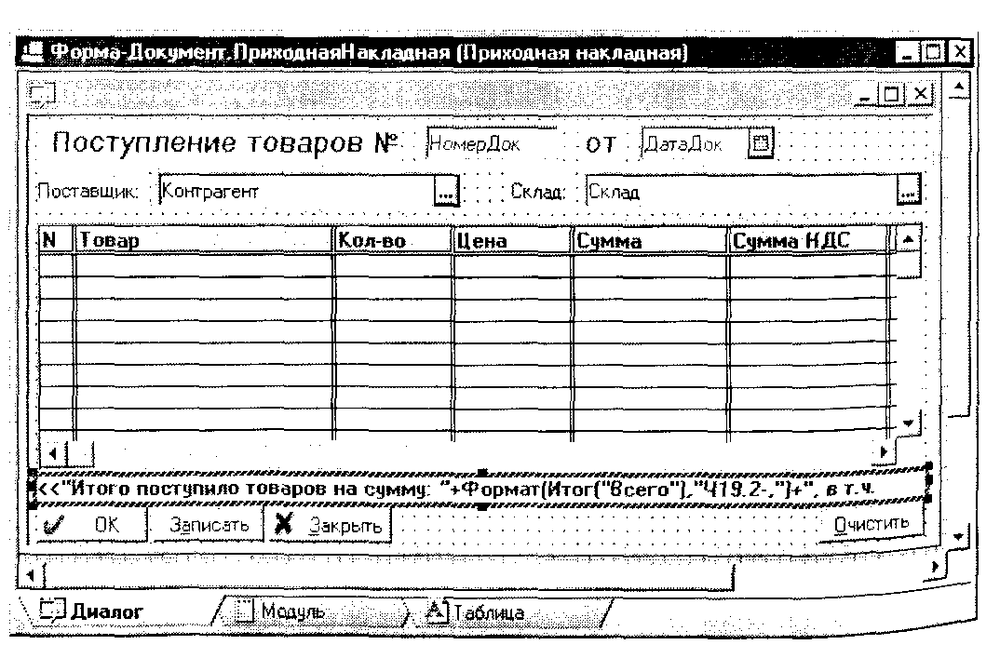 Форма-Документ.ПриходнаяНакладная (Приходная накладная)
Поступление товаров № НомерДок от ДатаДок
Поставщик: Контрагент ... Склад: Склад ...
N Товар Кол-во Цена Сумма Сумма НДС
<<"Итого поступило товаров на сумму: "+Формат(Итог("Всего"),"Ч19.2-,")+", в т.ч.
OK Записать Закрыть Очистить
Диалог Модуль Таблица